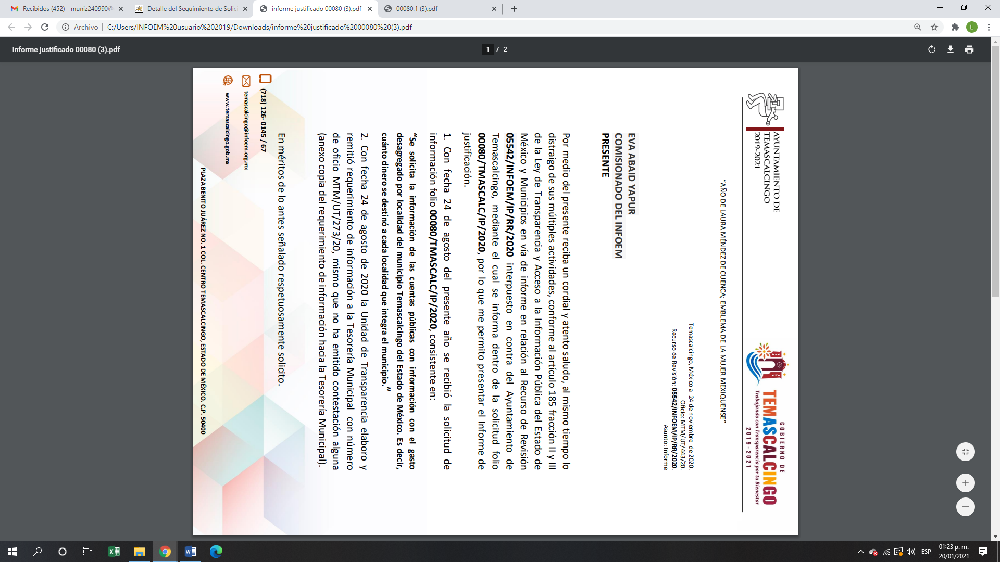 Recibidos (452) - muniz240990@
Detalle del Seguimiento de Solici
informe justificado 00080 (3).pdf
00080.1 (3).pdf
Archivo
C:/Users/INFOEM%20usuario%202019/Downloads/informe%20justificado%2000080%20(3).pdf
L
informe justificado 00080 (3).pdf
1 / 2
AYUNTAMIENTO DE
TEMASCALCINGO
2019-2021
GOBIERNO DE
TEMASCALCINGO
Trabajando con Transparencia por tu Bienestar
2019-2021
“AÑO DE LAURA MÉNDEZ DE CUENCA; EMBLEMA DE LA MUJER MEXIQUENSE”
Temascalcingo, México a 24 de noviembre de 2020.
Oficio: MTM/UT/443/20.
Recurso de Revisión: 05542/INFOEM/IP/RR/2020.
Asunto: Informe
EVA ABAID YAPUR
COMISIONADO DEL INFOEM
PRESENTE
Por medio del presente reciba un cordial y atento saludo, al mismo tiempo lo
distraigo de sus múltiples actividades, conforme al artículo 185 fracción II y III
de la Ley de Transparencia y Acceso a la Información Pública del Estado de
México y Municipios en vía de informe en relación al Recurso de Revisión
05542/INFOEM/IP/RR/2020 interpuesto en contra del Ayuntamiento de
Temascalcingo, mediante el cual se informa dentro de la solicitud folio
00080/TMASCALC/IP/2020, por lo que me permito presentar el Informe de
justificación.
1. Con fecha 24 de agosto del presente año se recibió la solicitud de
información folio 00080/TMASCALC/IP/2020, consistente en:
“Se solicita la información de las cuentas públicas con información con el gasto
desagregado por localidad del municipio Temascalcingo del Estado de México. Es decir,
cuánto dinero se destinó a cada localidad que integra el municipio.”
2. Con fecha 24 de agosto de 2020 la Unidad de Transparencia elaboro y
remitió requerimiento de información a la Tesorería Municipal con número
de oficio MTM/UT/273/20, mismo que no ha emitido contestación alguna
(anexo copia del requerimiento de información hacia la Tesorería Municipal).
En méritos de lo antes señalado respetuosamente solicito.
(718) 126- 0145 / 67
temascalcingo@infoem.org.mx
www.temascalcingo.gob.mx
PLAZA BENITO JUÁREZ NO. 1 COL. CENTRO TEMASCALCINGO, ESTADO DE MÉXICO. C.P. 50400
ESP
01:23 p. m.
20/01/2021